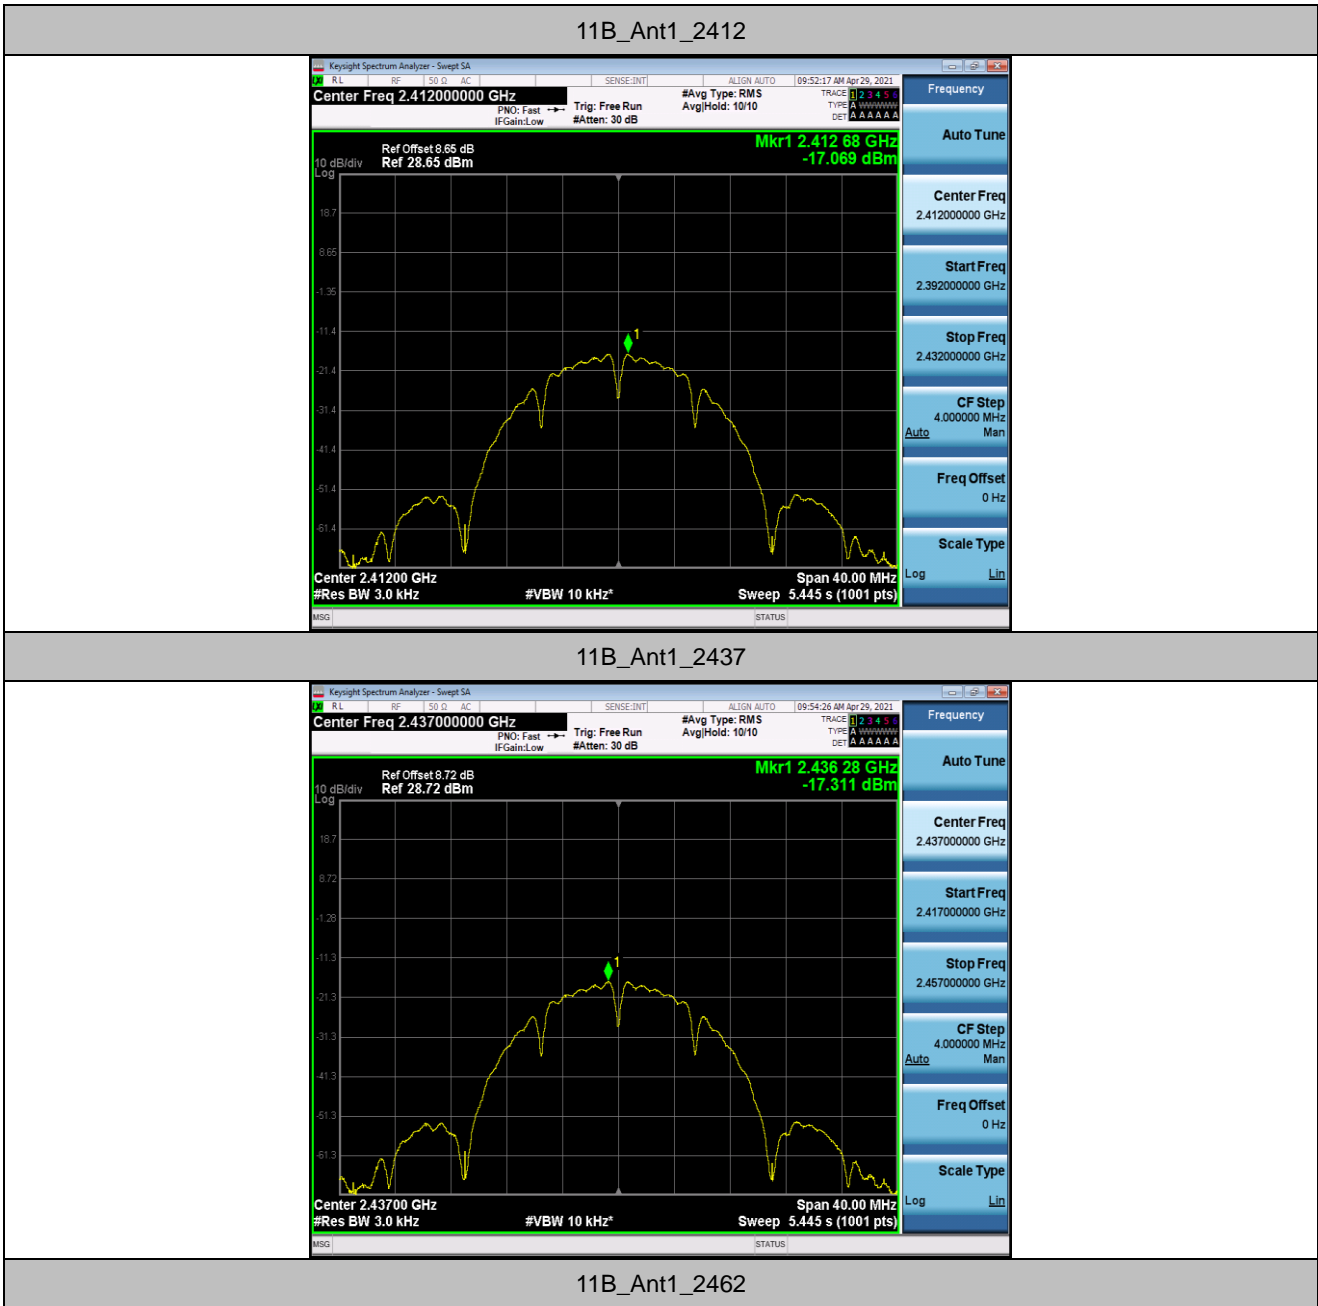 11B_Ant1_2412
Keysight Spectrum Analyzer - Swept SA
RL RF 50 Ω AC SENSE:INT ALIGN AUTO 09:52:17 AM Apr 29, 2021
Center Freq 2.412000000 GHz
PNO: Fast
IFGain:Low
Trig: Free Run
#Atten: 30 dB
#Avg Type: RMS
Avg|Hold: 10/10
TRACE 1 2 3 4 5 6
TYPE A WWWWW
DET A A A A A A
Frequency
Mkr1 2.412 68 GHz
-17.069 dBm
Ref Offset 8.65 dB
10 dB/div Ref 28.65 dBm
Log
18.7
8.65
-1.35
-11.4
-21.4
-31.4
-41.4
-51.4
-61.4
1
Center 2.41200 GHz Span 40.00 MHz
#Res BW 3.0 kHz #VBW 10 kHz* Sweep 5.445 s (1001 pts)
MSG STATUS
Auto Tune
Center Freq
2.412000000 GHz
Start Freq
2.392000000 GHz
Stop Freq
2.432000000 GHz
CF Step
4.000000 MHz
Auto Man
Freq Offset
0 Hz
Scale Type
Log Lin
11B_Ant1_2437
Keysight Spectrum Analyzer - Swept SA
RL RF 50 Ω AC SENSE:INT ALIGN AUTO 09:54:26 AM Apr 29, 2021
Center Freq 2.437000000 GHz
PNO: Fast
IFGain:Low
Trig: Free Run
#Atten: 30 dB
#Avg Type: RMS
Avg|Hold: 10/10
TRACE 1 2 3 4 5 6
TYPE A WWWWW
DET A A A A A A
Frequency
Mkr1 2.436 28 GHz
-17.311 dBm
Ref Offset 8.72 dB
10 dB/div Ref 28.72 dBm
Log
18.7
8.72
-1.28
-11.3
-21.3
-31.3
-41.3
-51.3
-61.3
1
Center 2.43700 GHz Span 40.00 MHz
#Res BW 3.0 kHz #VBW 10 kHz* Sweep 5.445 s (1001 pts)
MSG STATUS
Auto Tune
Center Freq
2.437000000 GHz
Start Freq
2.417000000 GHz
Stop Freq
2.457000000 GHz
CF Step
4.000000 MHz
Auto Man
Freq Offset
0 Hz
Scale Type
Log Lin
11B_Ant1_2462